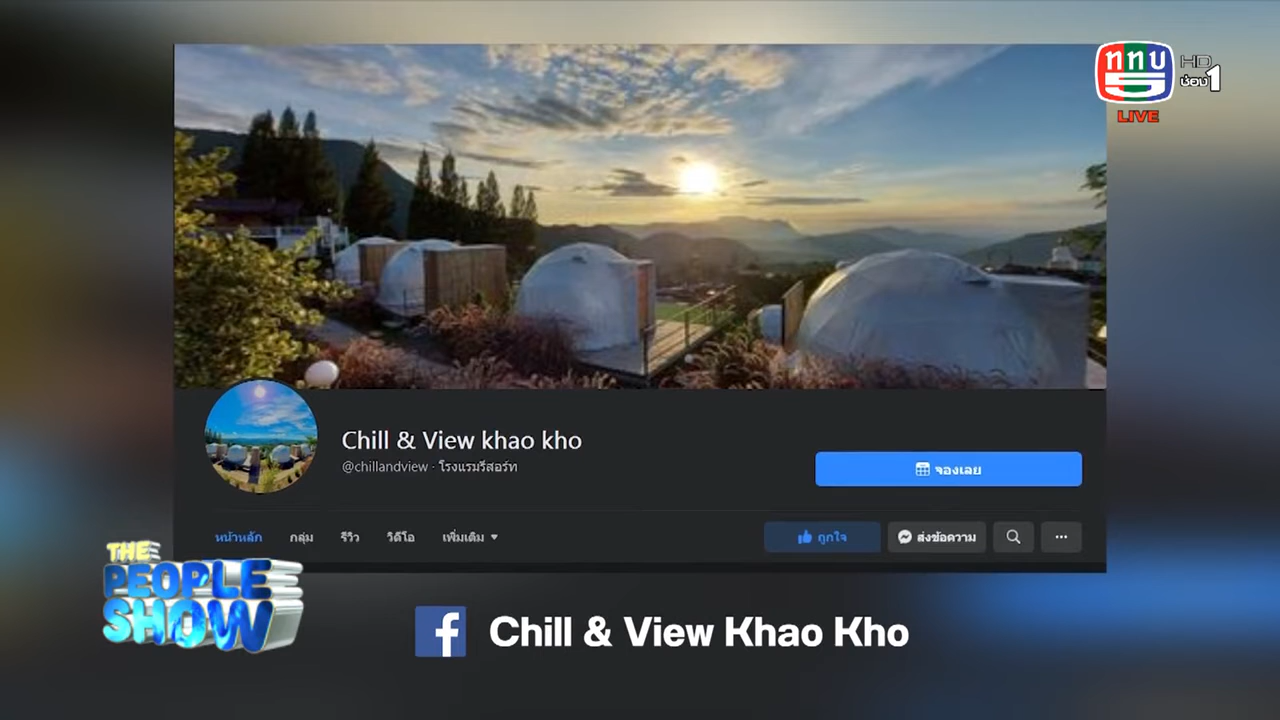 ททบ
5
HD
ช่อง1
LIVE
Chill & View khao kho
@chillandview · โรงแรมรีสอร์ท
จองเลย
หน้าหลัก กลุ่ม รีวิว วิดีโอ เพิ่มเติม
ถูกใจ ส่งข้อความ
THE
PEOPLE
SHOW
f Chill & View Khao Kho